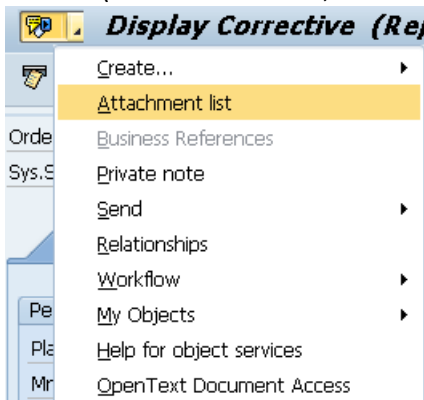 Display Corrective (Rep
Create...
Attachment list
Orde
Business References
Sys.S
Private note
Send
Relationships
Workflow
Pe
My Objects
Pla
Help for object services
Mr
OpenText Document Access